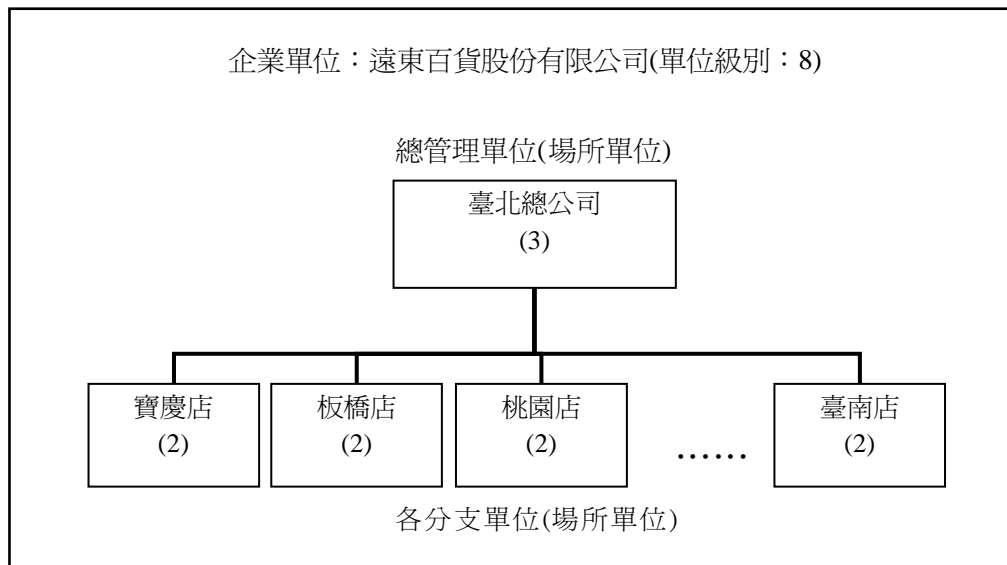 企業單位：遠東百貨股份有限公司(單位級別：8)
總管理單位(場所單位)
臺北總公司
(3)
寶慶店
(2)
板橋店
(2)
桃園店
(2)
……
臺南店
(2)
各分支單位(場所單位)